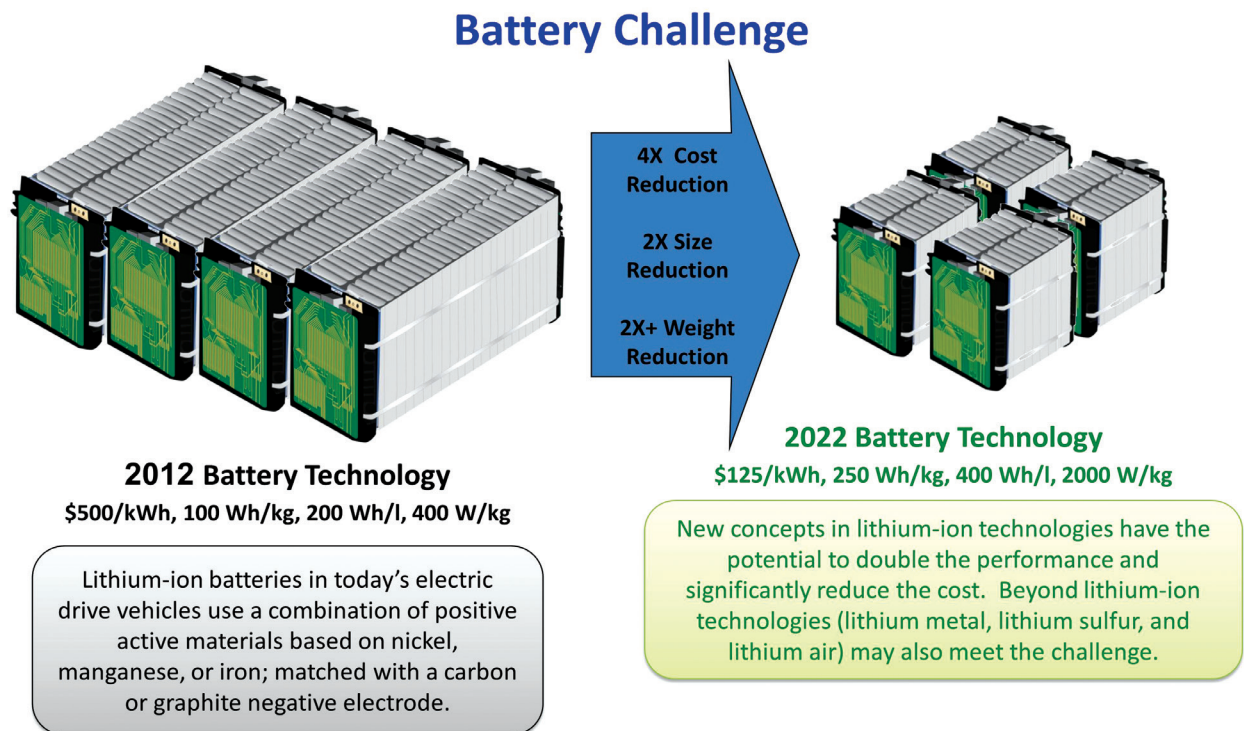 Battery Challenge
4X Cost
Reduction
2X Size
Reduction
2X+ Weight
Reduction
2012 Battery Technology
$500/kWh, 100 Wh/kg, 200 Wh/l, 400 W/kg
Lithium-ion batteries in today’s electric
drive vehicles use a combination of positive
active materials based on nickel,
manganese, or iron; matched with a carbon
or graphite negative electrode.
2022 Battery Technology
$125/kWh, 250 Wh/kg, 400 Wh/l, 2000 W/kg
New concepts in lithium-ion technologies have the
potential to double the performance and
significantly reduce the cost.  Beyond lithium-ion
technologies (lithium metal, lithium sulfur, and
lithium air) may also meet the challenge.